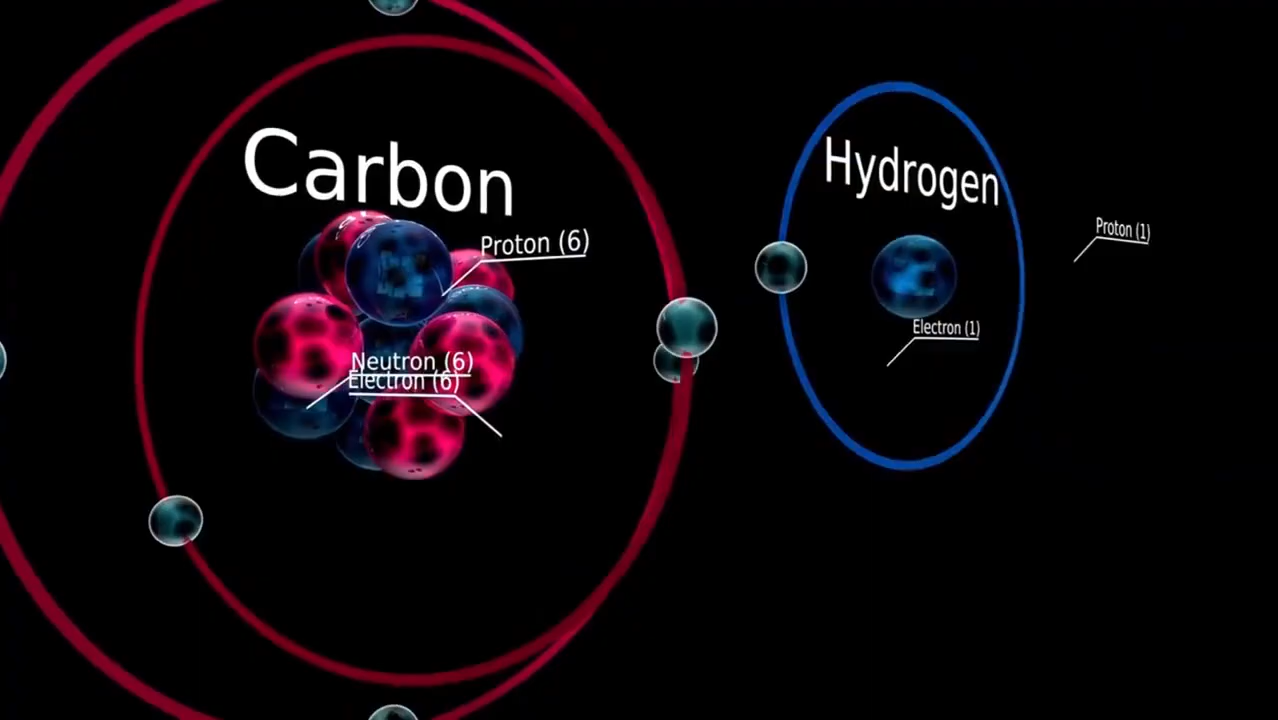 Carbon
Proton (6)
Neutron (6)
Electron (6)
Hydrogen
Proton (1)
Electron (1)